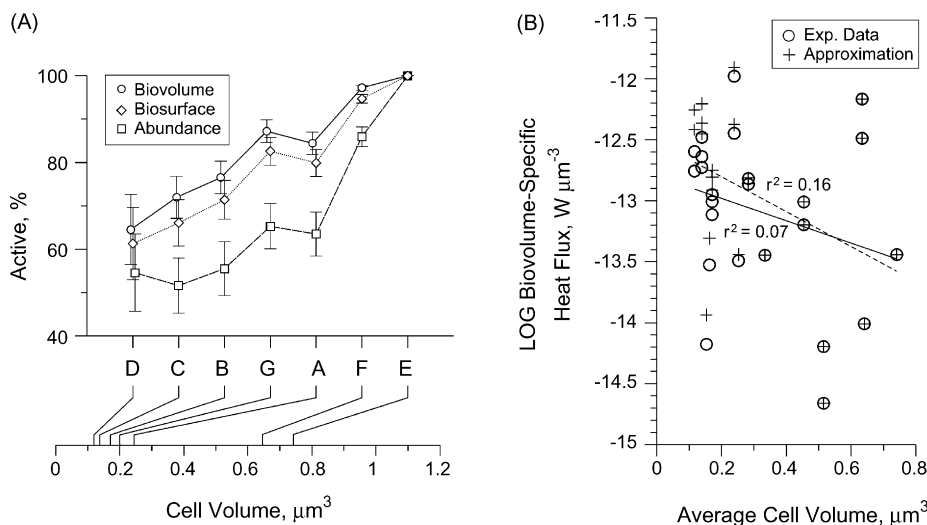 (A)
Active, %
100
80
60
40
Biovolume
Biosurface
Abundance
D C B G A F E
0 0.2 0.4 0.6 0.8 1 1.2
Cell Volume, μm³
(B)
LOG Biovolume-Specific
Heat Flux, W μm⁻³
-11.5
-12
-12.5
-13
-13.5
-14
-14.5
-15
Exp. Data
Approximation
r² = 0.16
r² = 0.07
0 0.2 0.4 0.6 0.8
Average Cell Volume, μm³